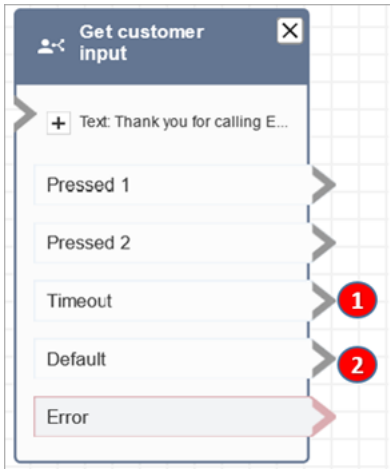 Get customer
input
Text: Thank you for calling E...
Pressed 1
Pressed 2
Timeout
1
Default
2
Error